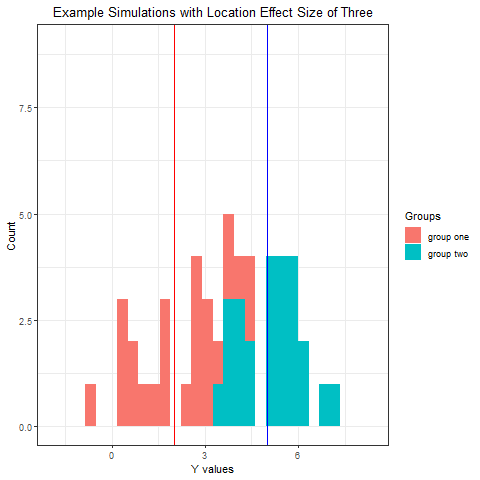 Example Simulations with Location Effect Size of Three
7.5
5.0
2.5
0.0
Count
0 3 6
Y values
Groups
group one
group two